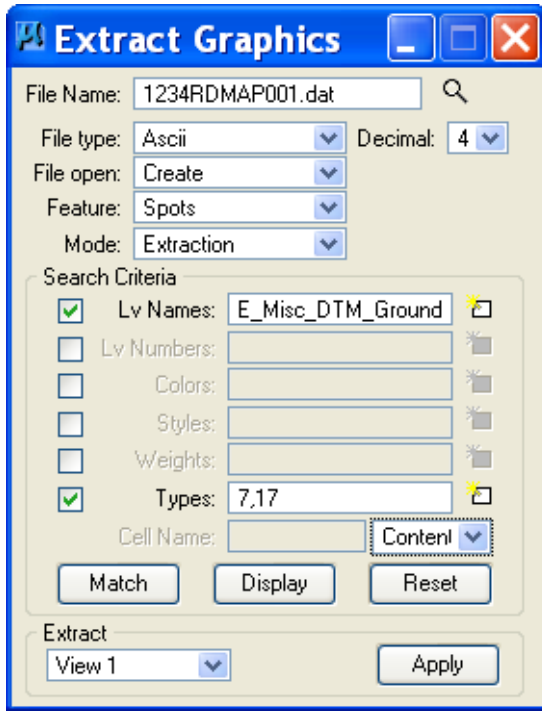 Extract Graphics
File Name: 1234RDMAP001.dat
File type: Ascii Decimal: 4
File open: Create
Feature: Spots
Mode: Extraction
Search Criteria
Lv Names: E_Misc_DTM_Ground
Lv Numbers:
Colors:
Styles:
Weights:
Types: 7,17
Cell Name: Content
Match Display Reset
Extract
View 1 Apply